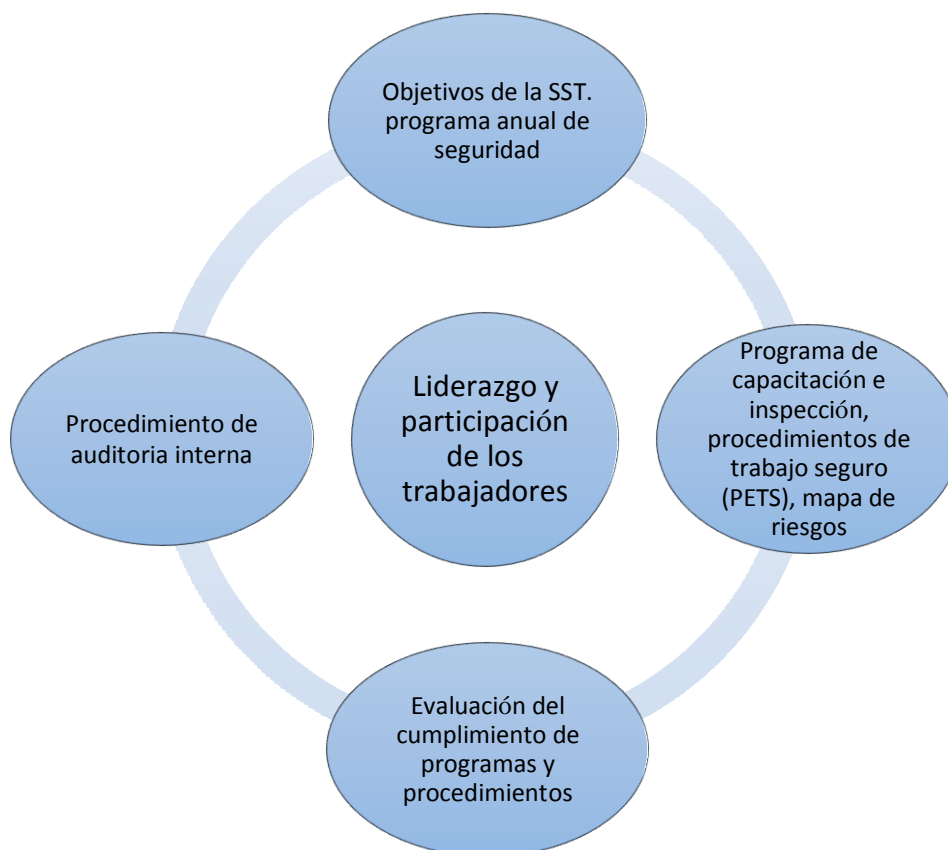 Objetivos de la SST.
programa anual de
seguridad
Programa de
capacitación e
inspección,
procedimientos de
trabajo seguro
(PETS), mapa de
riesgos
Evaluación del
cumplimiento de
programas y
procedimientos
Procedimiento de
auditoria interna
Liderazgo y
participación
de los
trabajadores